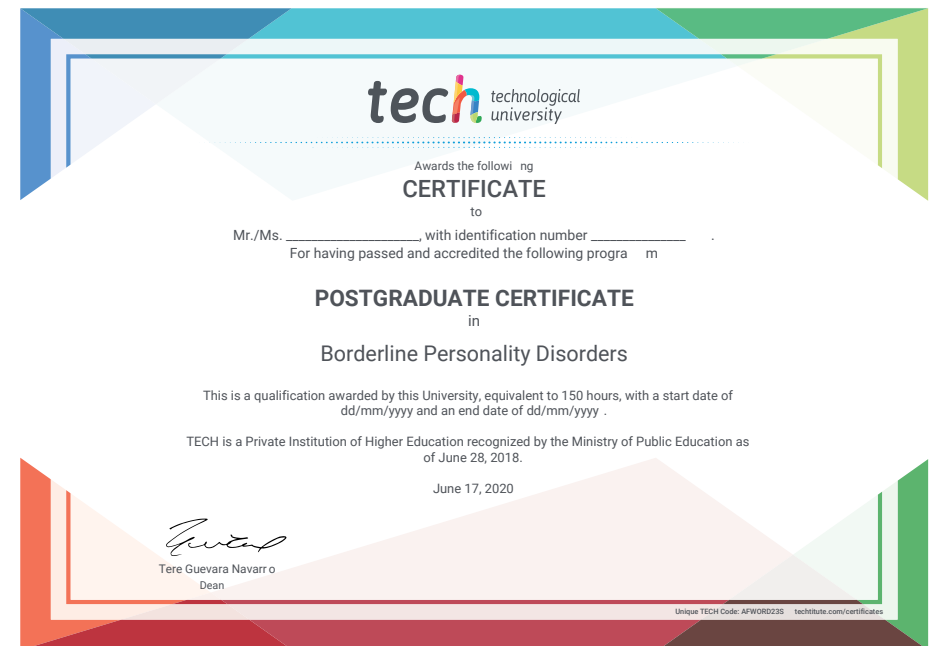 tech technological
university
Awards the followi ng
CERTIFICATE
to
Mr./Ms. _____________________, with identification number _______________ .
For having passed and accredited the following progra m
POSTGRADUATE CERTIFICATE
in
Borderline Personality Disorders
This is a qualification awarded by this University, equivalent to 150 hours, with a start date of
dd/mm/yyyy and an end date of dd/mm/yyyy .
TECH is a Private Institution of Higher Education recognized by the Ministry of Public Education as
of June 28, 2018.
June 17, 2020
Tere Guevara Navarr o
Dean
Unique TECH Code: AFWORD23S techtitute.com/certificates